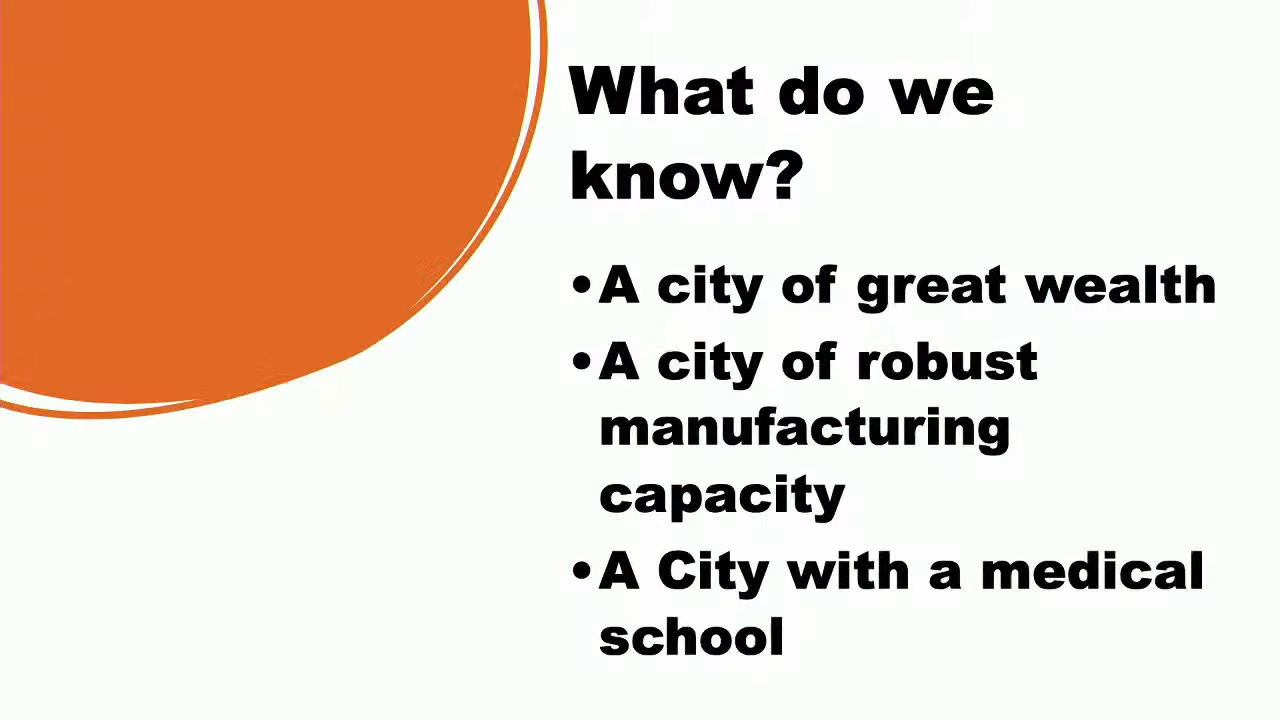 What do we
know?
•A city of great wealth
•A city of robust
manufacturing
capacity
•A City with a medical
school